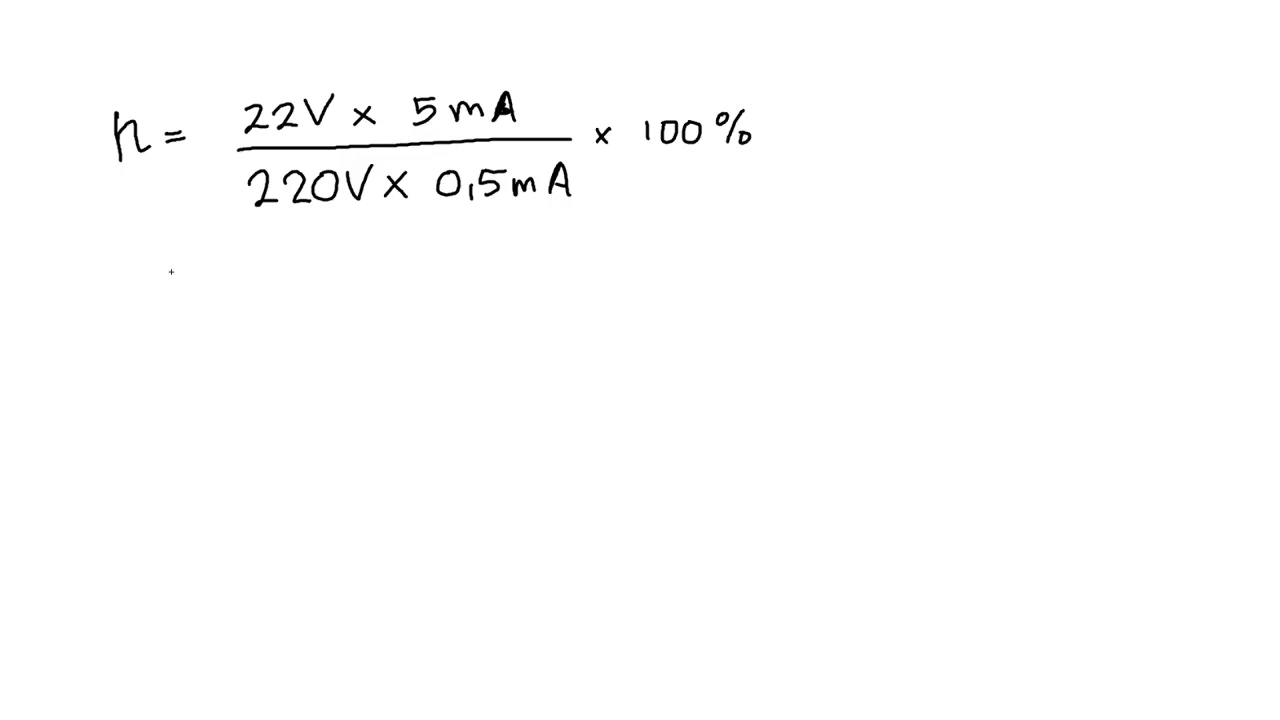 η = 22V × 5mA
220V × 0,5mA × 100%